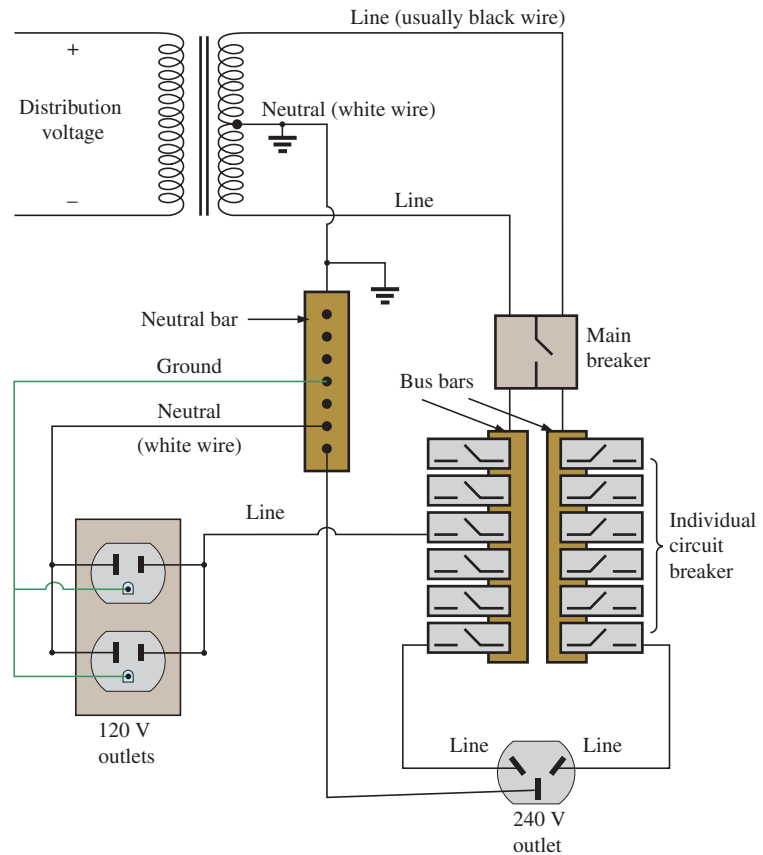 Line (usually black wire)
+
Distribution
voltage
Neutral (white wire)
–
Line
Neutral bar
Main
breaker
Ground
Bus bars
Neutral
(white wire)
Line
Individual
circuit
breaker
120 V
outlets
Line
Line
240 V
outlet